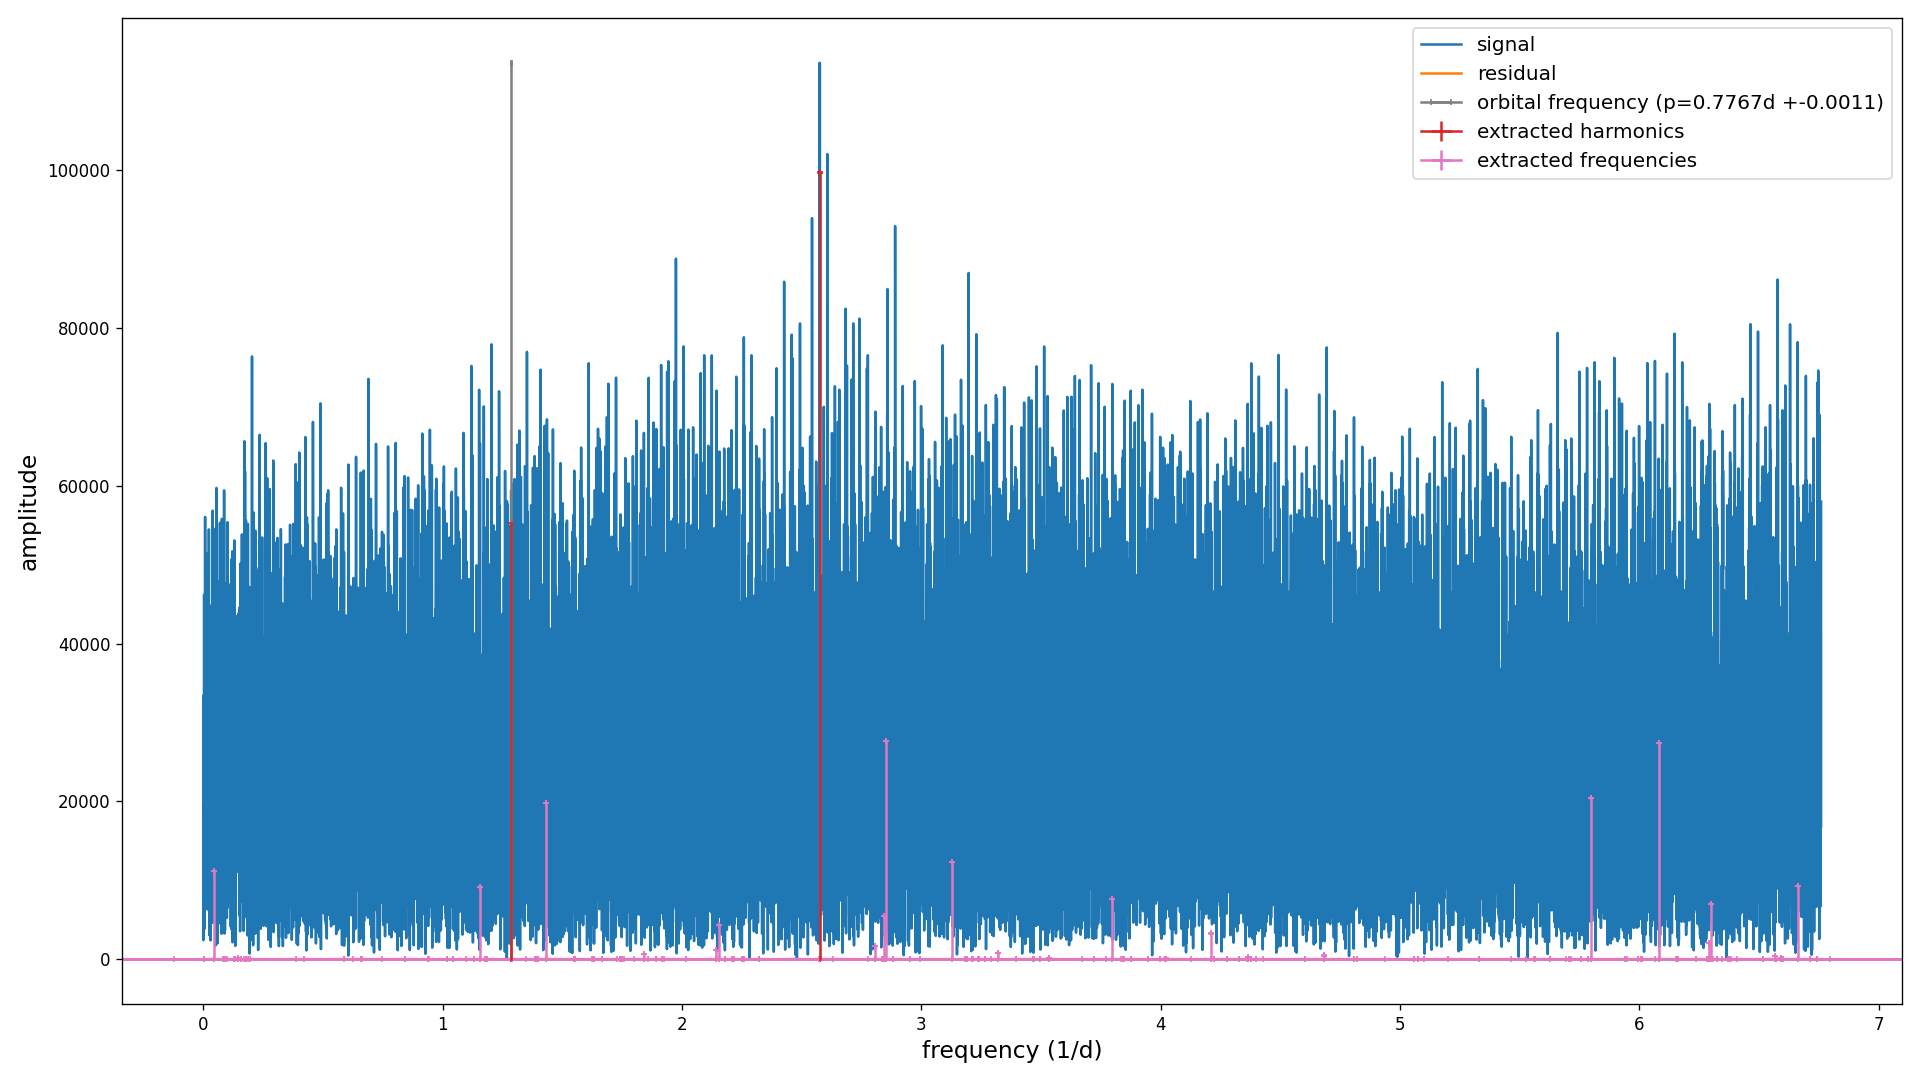 signal
residual
orbital frequency (p=0.7767d +-0.0011)
extracted harmonics
extracted frequencies
amplitude
100000
80000
60000
40000
20000
0
0 1 2 3 4 5 6 7
frequency (1/d)